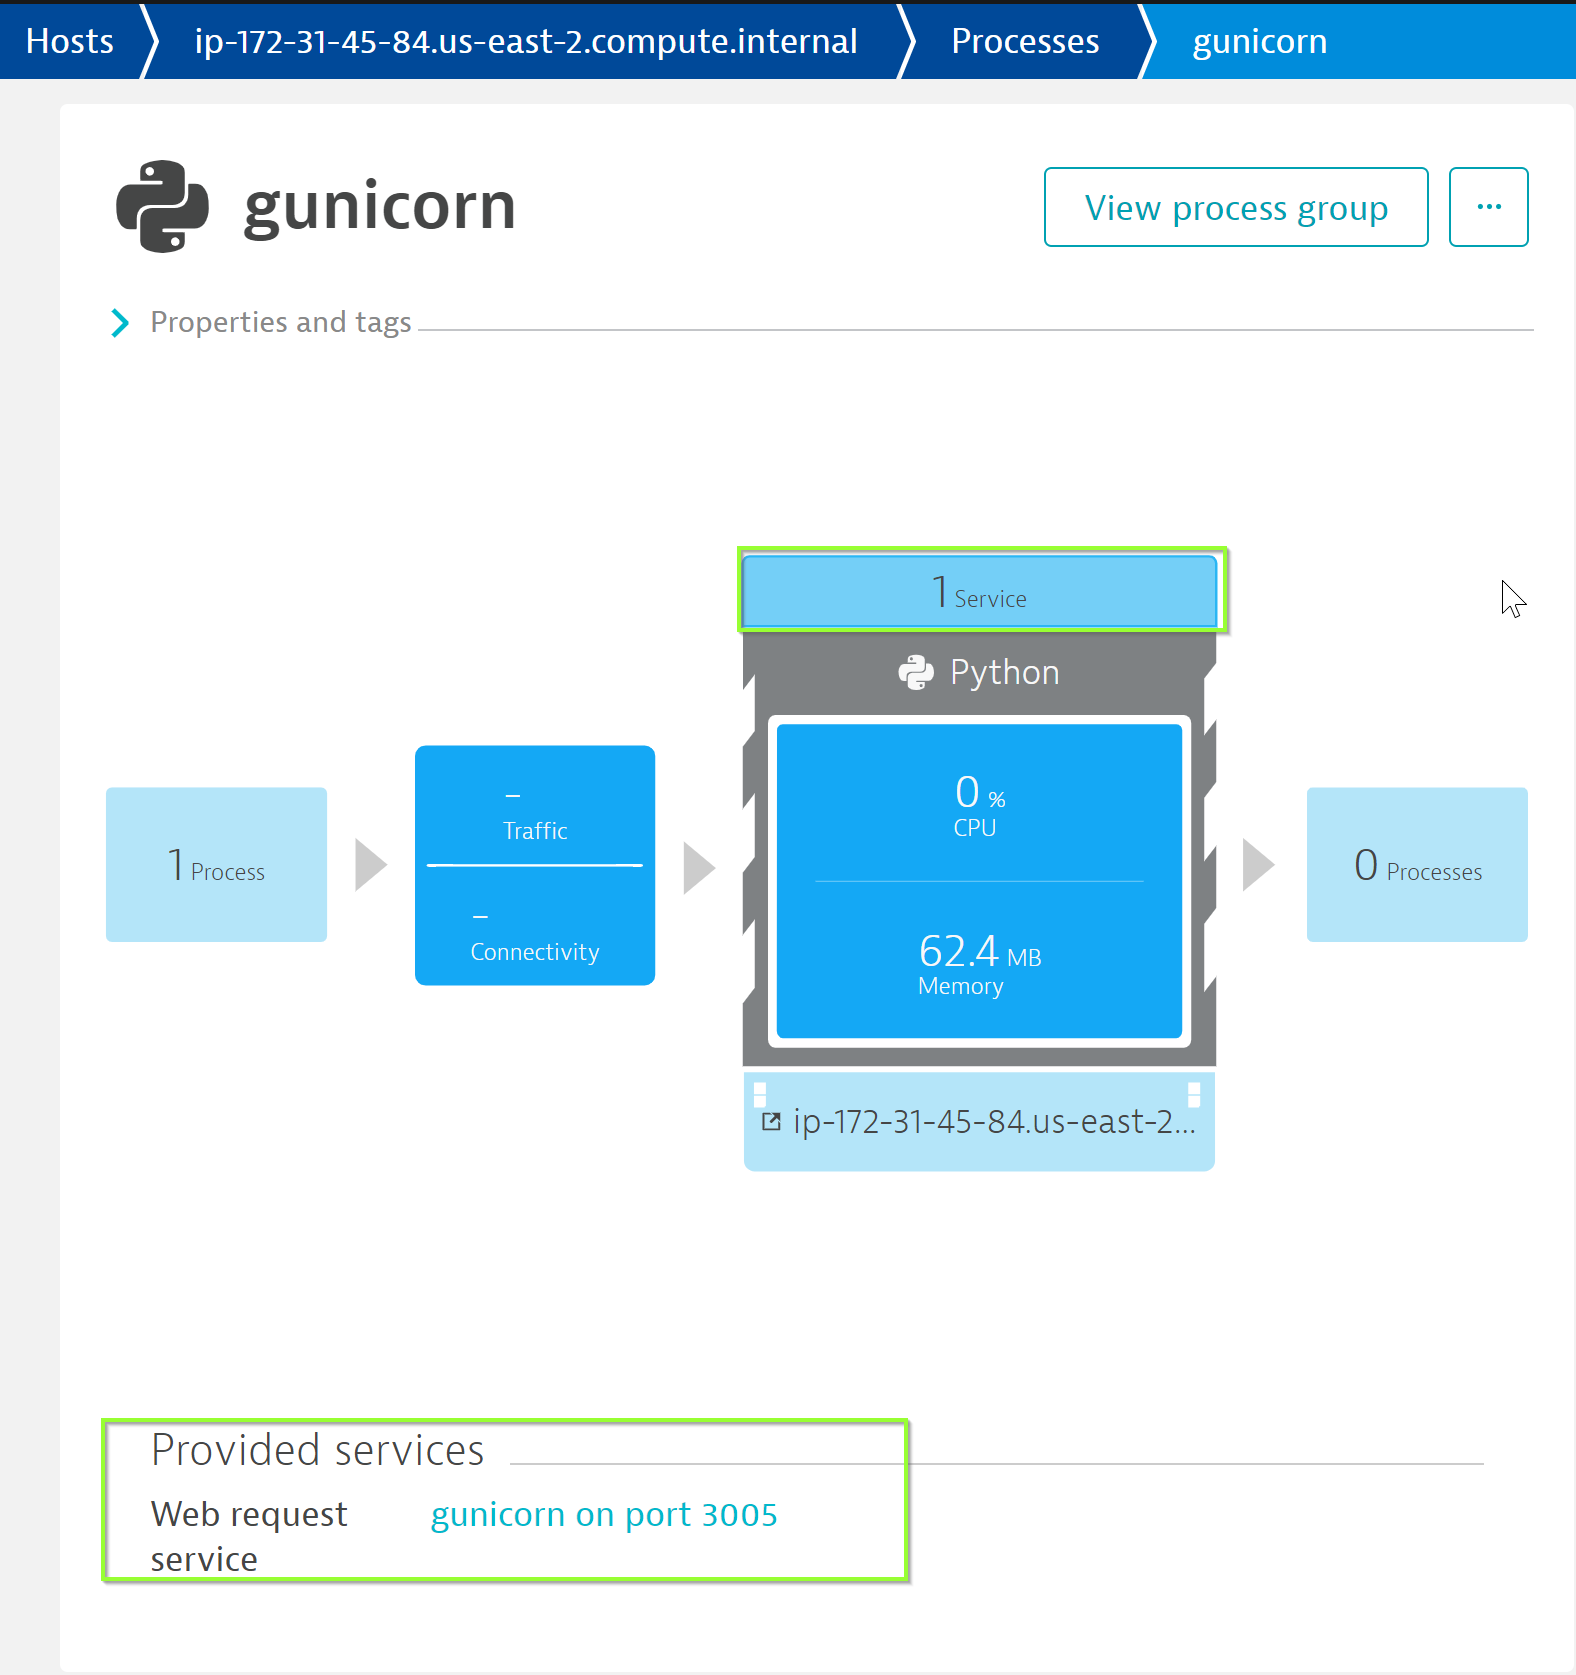 Hosts
ip-172-31-45-84.us-east-2.compute.internal
Processes
gunicorn
gunicorn
View process group
...
Properties and tags
1 Service
Python
1 Process
– Traffic
– Connectivity
0 %
CPU
62.4 MB
Memory
0 Processes
ip-172-31-45-84.us-east-2...
Provided services
Web request service
gunicorn on port 3005